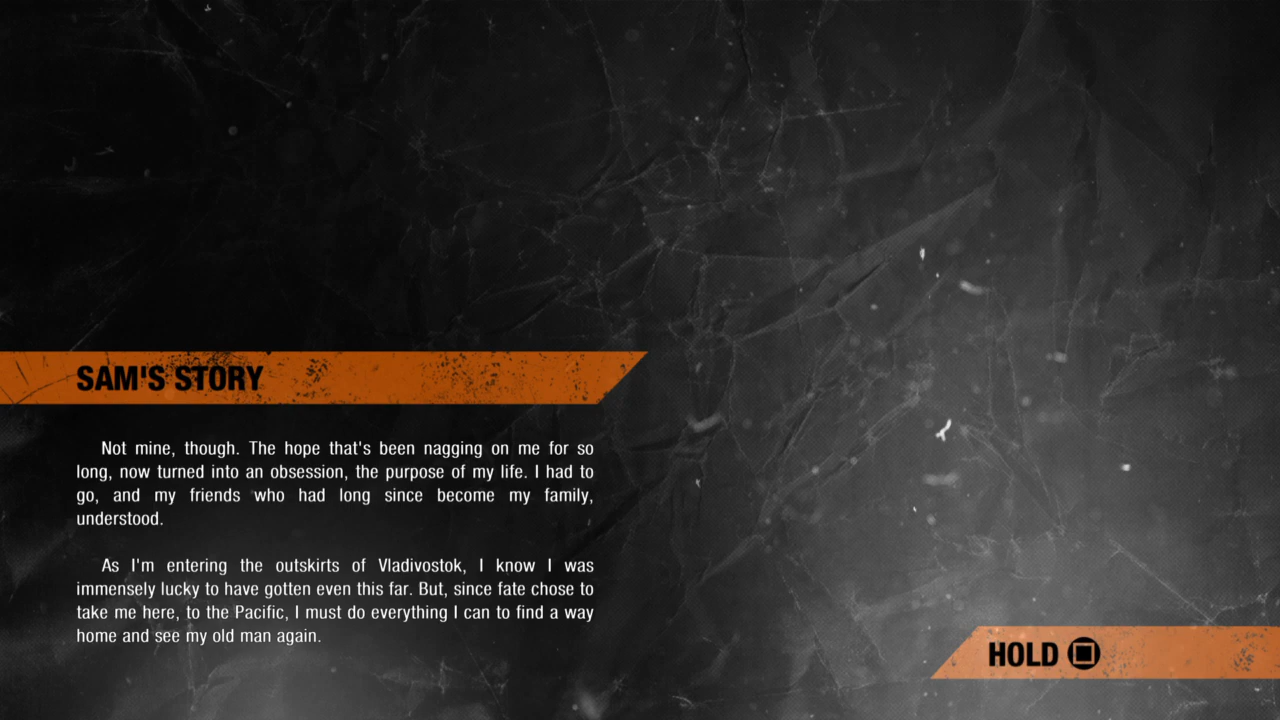 SAM'S STORY
Not mine, though. The hope that's been nagging on me for so
long, now turned into an obsession, the purpose of my life. I had to
go, and my friends who had long since become my family,
understood.
As I'm entering the outskirts of Vladivostok, I know I was
immensely lucky to have gotten even this far. But, since fate chose to
take me here, to the Pacific, I must do everything I can to find a way
home and see my old man again.
HOLD